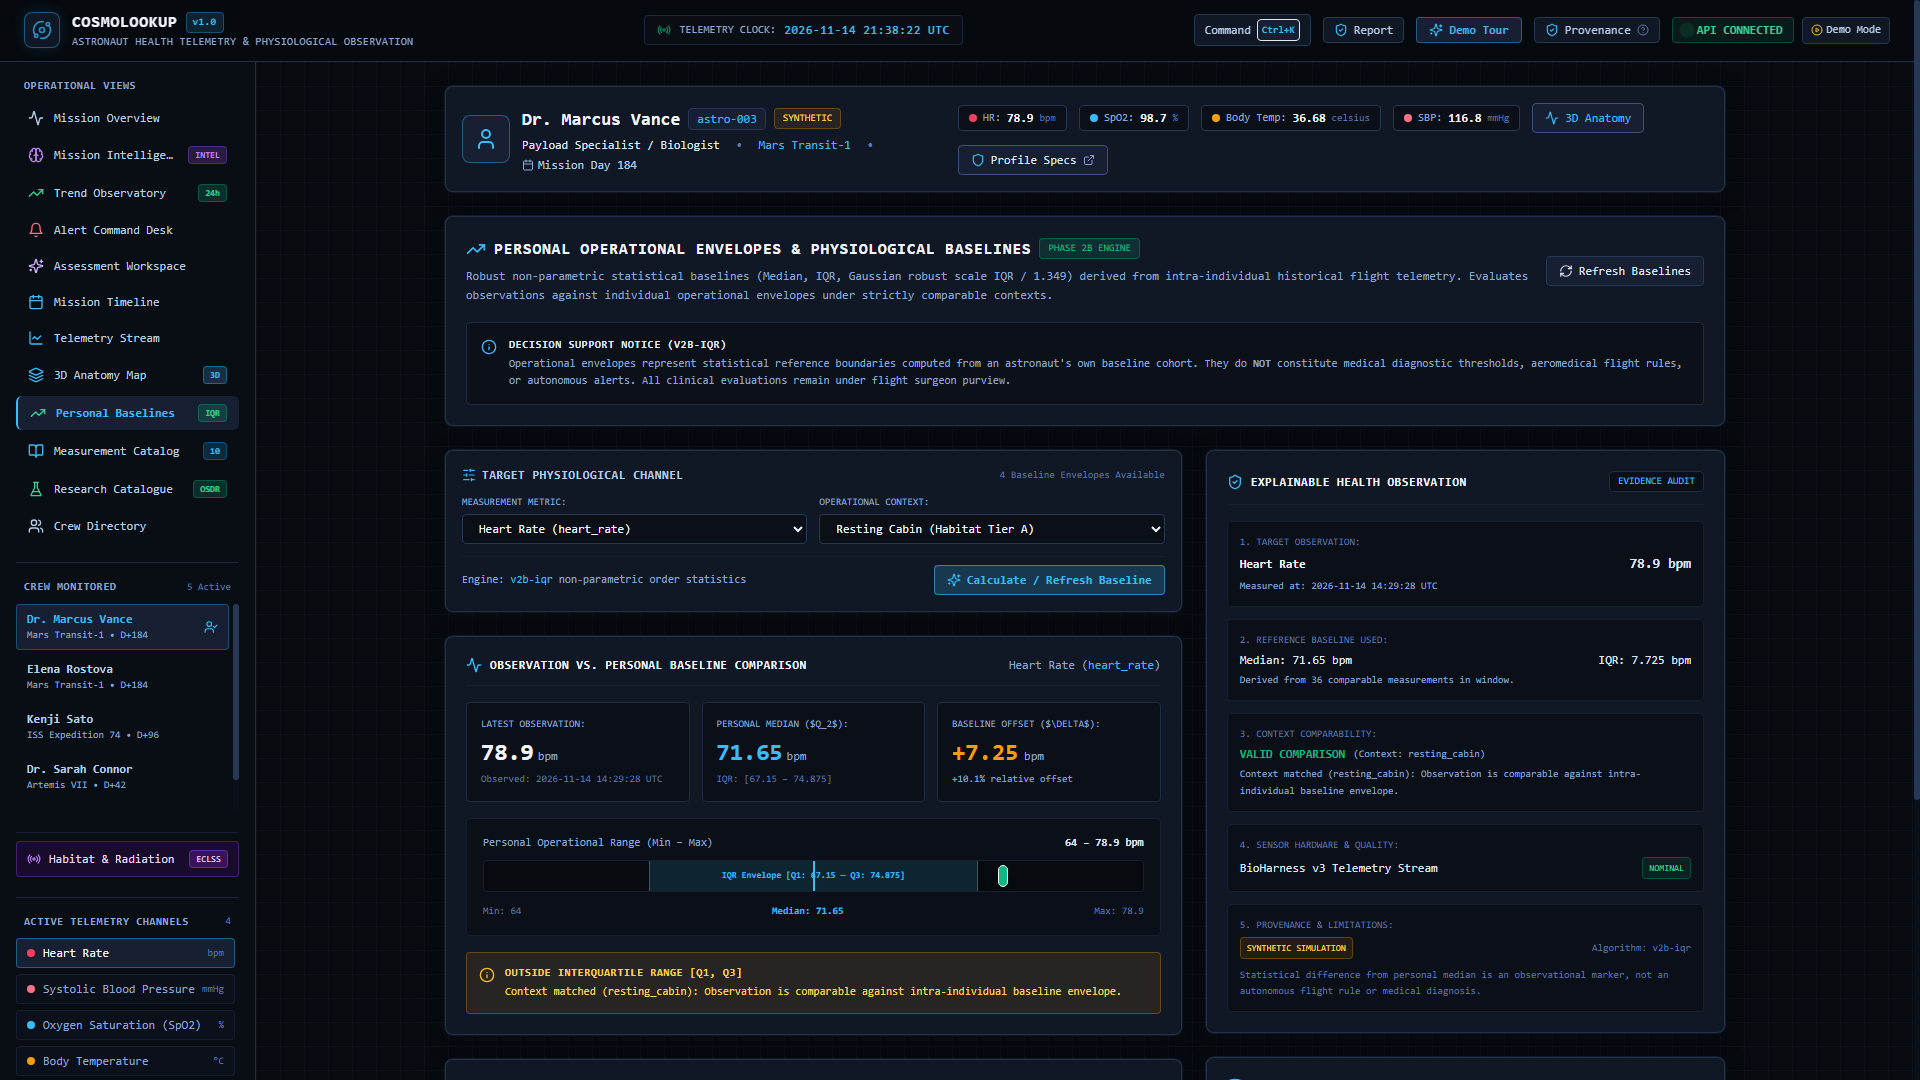 COSMOLOOKUP v1.0
ASTRONAUT HEALTH TELEMETRY & PHYSIOLOGICAL OBSERVATION
TELEMETRY CLOCK: 2026-11-14 21:38:22 UTC
Command Ctrl+K
Report
Demo Tour
Provenance
API CONNECTED
Demo Mode
OPERATIONAL VIEWS
Mission Overview
Mission Intellige… INTEL
Trend Observatory 24h
Alert Command Desk
Assessment Workspace
Mission Timeline
Telemetry Stream
3D Anatomy Map 3D
Personal Baselines IQR
Measurement Catalog 10
Research Catalogue OSDR
Crew Directory
CREW MONITORED 5 Active
Dr. Marcus Vance
Mars Transit-1 • D+184
Elena Rostova
Mars Transit-1 • D+184
Kenji Sato
ISS Expedition 74 • D+96
Dr. Sarah Connor
Artemis VII • D+42
Habitat & Radiation ECLSS
ACTIVE TELEMETRY CHANNELS 4
Heart Rate bpm
Systolic Blood Pressure mmHg
Oxygen Saturation (SpO2) %
Body Temperature °C
Dr. Marcus Vance astro-003 SYNTHETIC
Payload Specialist / Biologist • Mars Transit-1 •
Mission Day 184
HR: 78.9 bpm
SpO2: 98.7 %
Body Temp: 36.68 celsius
SBP: 116.8 mmHg
3D Anatomy
Profile Specs
PERSONAL OPERATIONAL ENVELOPES & PHYSIOLOGICAL BASELINES PHASE 2B ENGINE
Robust non-parametric statistical baselines (Median, IQR, Gaussian robust scale IQR / 1.349) derived from intra-individual historical flight telemetry. Evaluates
observations against individual operational envelopes under strictly comparable contexts.
Refresh Baselines
DECISION SUPPORT NOTICE (V2B-IQR)
Operational envelopes represent statistical reference boundaries computed from an astronaut's own baseline cohort. They do NOT constitute medical diagnostic thresholds, aeromedical flight rules,
or autonomous alerts. All clinical evaluations remain under flight surgeon purview.
TARGET PHYSIOLOGICAL CHANNEL 4 Baseline Envelopes Available
MEASUREMENT METRIC:
Heart Rate (heart_rate)
OPERATIONAL CONTEXT:
Resting Cabin (Habitat Tier A)
Engine: v2b-iqr non-parametric order statistics
Calculate / Refresh Baseline
OBSERVATION VS. PERSONAL BASELINE COMPARISON Heart Rate (heart_rate)
LATEST OBSERVATION:
78.9 bpm
Observed: 2026-11-14 14:29:28 UTC
PERSONAL MEDIAN ($Q_2$):
71.65 bpm
IQR: [67.15 – 74.875]
BASELINE OFFSET ($\DELTA$):
+7.25 bpm
+10.1% relative offset
Personal Operational Range (Min – Max) 64 – 78.9 bpm
IQR Envelope [Q1: 67.15 – Q3: 74.875]
Min: 64 Median: 71.65 Max: 78.9
OUTSIDE INTERQUARTILE RANGE [Q1, Q3]
Context matched (resting_cabin): Observation is comparable against intra-individual baseline envelope.
EXPLAINABLE HEALTH OBSERVATION EVIDENCE AUDIT
1. TARGET OBSERVATION:
Heart Rate 78.9 bpm
Measured at: 2026-11-14 14:29:28 UTC
2. REFERENCE BASELINE USED:
Median: 71.65 bpm IQR: 7.725 bpm
Derived from 36 comparable measurements in window.
3. CONTEXT COMPARABILITY:
VALID COMPARISON (Context: resting_cabin)
Context matched (resting_cabin): Observation is comparable against intra-
individual baseline envelope.
4. SENSOR HARDWARE & QUALITY:
BioHarness v3 Telemetry Stream NOMINAL
5. PROVENANCE & LIMITATIONS:
SYNTHETIC SIMULATION Algorithm: v2b-iqr
Statistical difference from personal median is an observational marker, not an
autonomous flight rule or medical diagnosis.